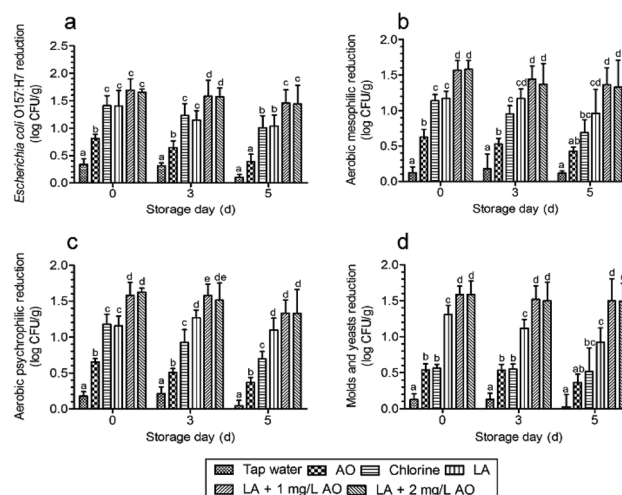 a
Escherichia coli O157:H7 reduction
(log CFU/g)
2.5
2.0
1.5
1.0
0.5
0.0
a b c c c c
a b c c d d
a b b b c c
0 3 5
Storage day (d)
b
Aerobic mesophilic reduction
(log CFU/g)
2.0
1.5
1.0
0.5
0.0
a b c c d d
a b c cd d d
a ab bc cd d d
0 3 5
Storage day (d)
c
Aerobic psychrophilic reduction
(log CFU/g)
2.0
1.5
1.0
0.5
0.0
a b c c d d
a b c d e de
a b c d d d
0 3 5
Storage day (d)
d
Molds and yeasts reduction
(log CFU/g)
2.0
1.5
1.0
0.5
0.0
a b b c d d
a b b c d d
a ab bc c d
0 3 5
Storage day (d)
Tap water AO Chlorine LA
LA + 1 mg/L AO LA + 2 mg/L AO